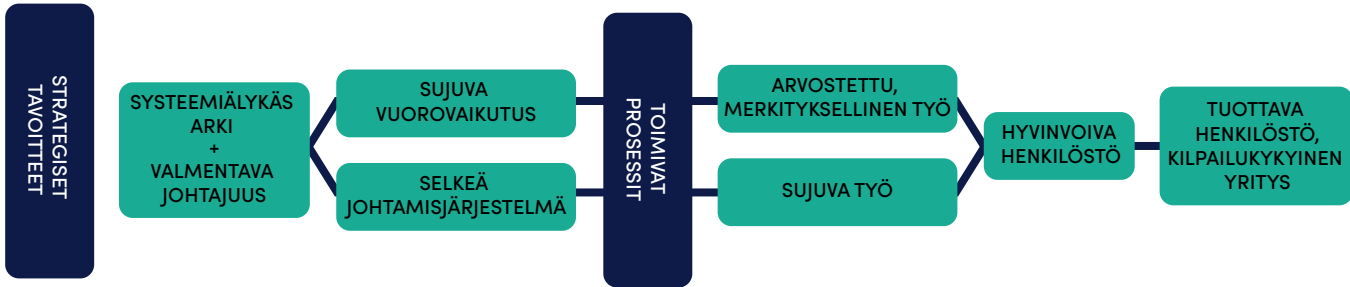 STRATEGISET
TAVOITTEET
SYSTEEMIÄLYKÄS
ARKI
+
VALMENTAVA
JOHTAJUUS
SUJUVA
VUOROVAIKUTUS
SELKEÄ
JOHTAMISJÄRJESTELMÄ
TOIMIVAT
PROSESSIT
ARVOSTETTU,
MERKITYKSELLINEN TYÖ
SUJUVA TYÖ
HYVINVOIVA
HENKILÖSTÖ
TUOTTAVA
HENKILÖSTÖ,
KILPAILUKYKYINEN
YRITYS